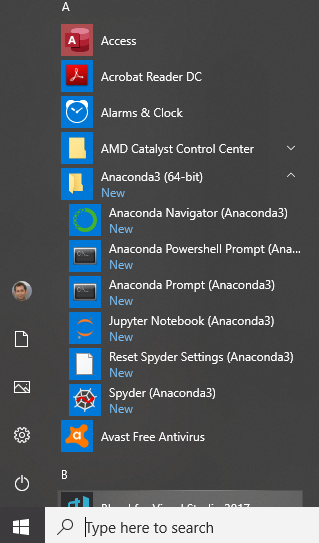 A
Access
Acrobat Reader DC
Alarms & Clock
AMD Catalyst Control Center
Anaconda3 (64-bit)
New
Anaconda Navigator (Anaconda3)
New
Anaconda Powershell Prompt (Ana...
New
Anaconda Prompt (Anaconda3)
New
Jupyter Notebook (Anaconda3)
New
Reset Spyder Settings (Anaconda3)
New
Spyder (Anaconda3)
New
Avast Free Antivirus
B
Blend for Visual Studio 2017
Type here to search